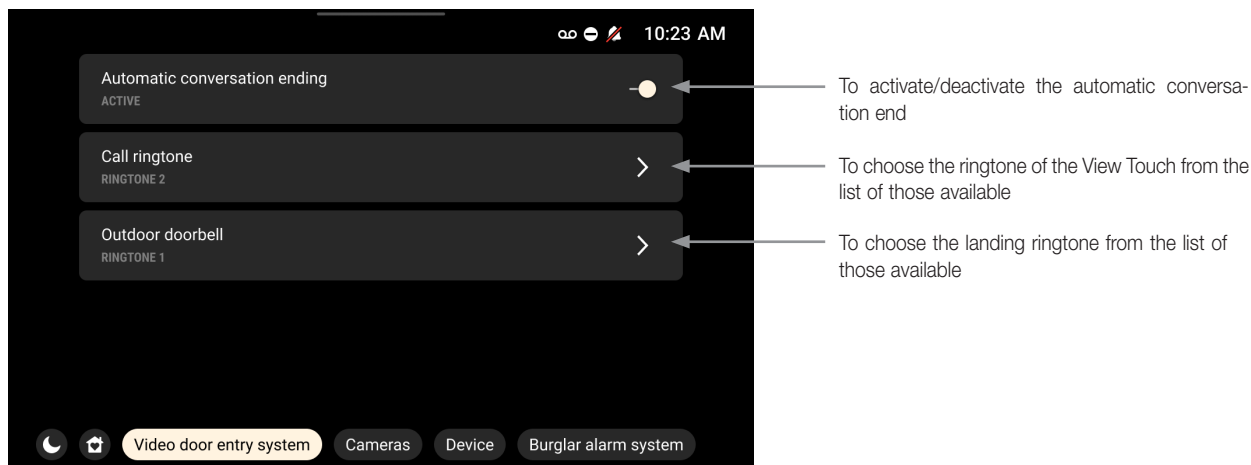 10:23 AM
Automatic conversation ending
ACTIVE
To activate/deactivate the automatic conversa-
tion end
Call ringtone
RINGTONE 2
To choose the ringtone of the View Touch from the
list of those available
Outdoor doorbell
RINGTONE 1
To choose the landing ringtone from the list of
those available
Video door entry system Cameras Device Burglar alarm system